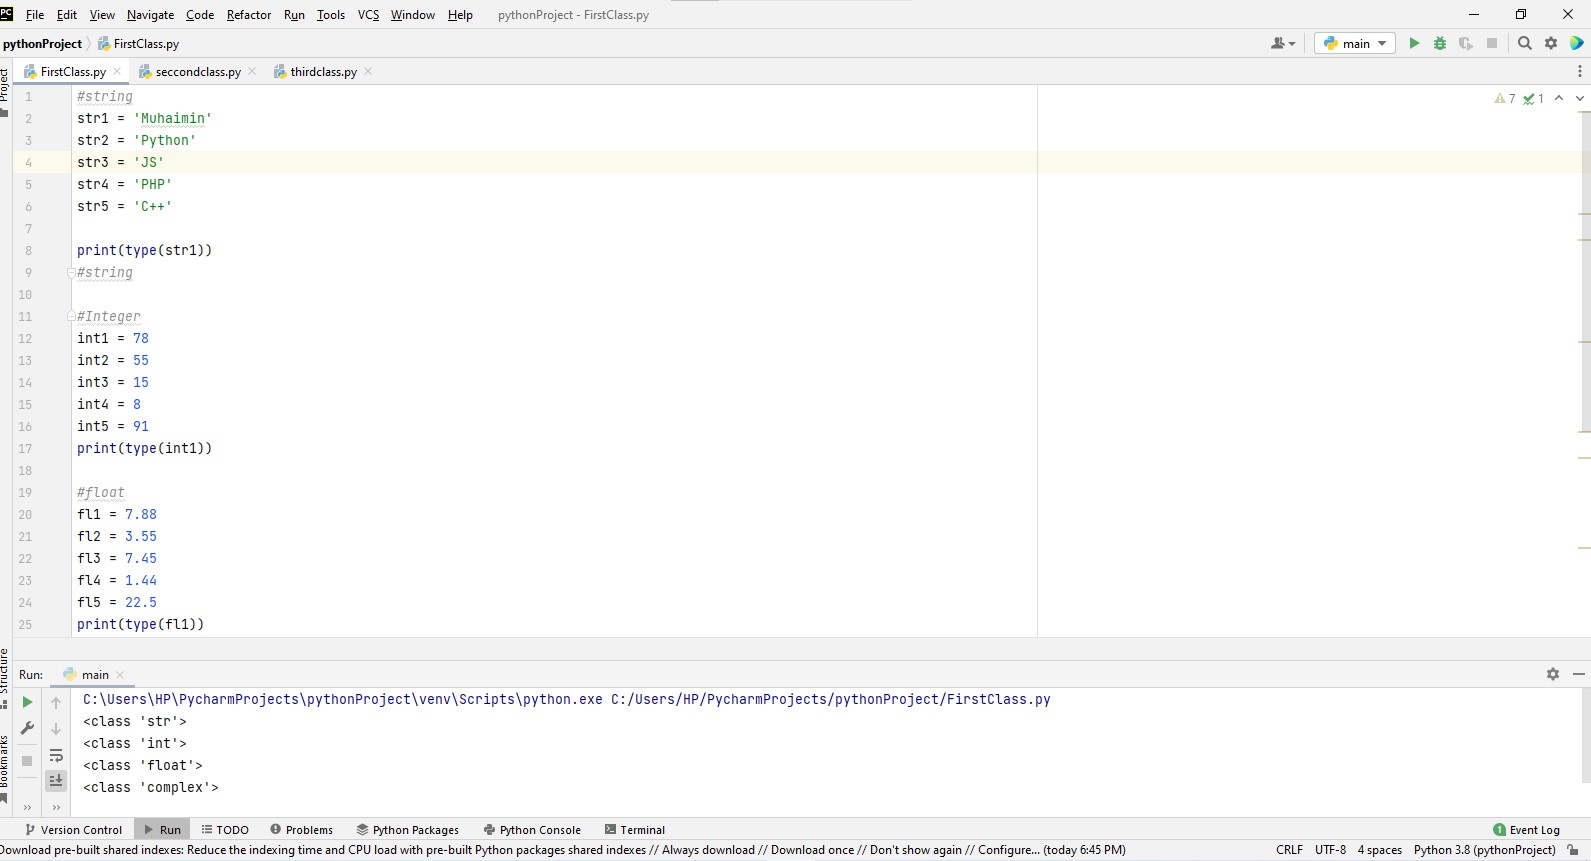 PC File Edit View Navigate Code Refactor Run Tools VCS Window Help pythonProject - FirstClass.py
pythonProject FirstClass.py main
Project
FirstClass.py seccondclass.py thirdclass.py
7 1
1 #string
2 str1 = 'Muhaimin'
3 str2 = 'Python'
4 str3 = 'JS'
5 str4 = 'PHP'
6 str5 = 'C++'
7
8 print(type(str1))
9 #string
10
11 #Integer
12 int1 = 78
13 int2 = 55
14 int3 = 15
15 int4 = 8
16 int5 = 91
17 print(type(int1))
18
19 #float
20 fl1 = 7.88
21 fl2 = 3.55
22 fl3 = 7.45
23 fl4 = 1.44
24 fl5 = 22.5
25 print(type(fl1))
Structure
Bookmarks
Run: main
C:\Users\HP\PycharmProjects\pythonProject\venv\Scripts\python.exe C:/Users/HP/PycharmProjects/pythonProject/FirstClass.py
<class 'str'>
<class 'int'>
<class 'float'>
<class 'complex'>
Version Control Run TODO Problems Python Packages Python Console Terminal 1 Event Log
Download pre-built shared indexes: Reduce the indexing time and CPU load with pre-built Python packages shared indexes // Always download // Download once // Don't show again // Configure... (today 6:45 PM) CRLF UTF-8 4 spaces Python 3.8 (pythonProject)